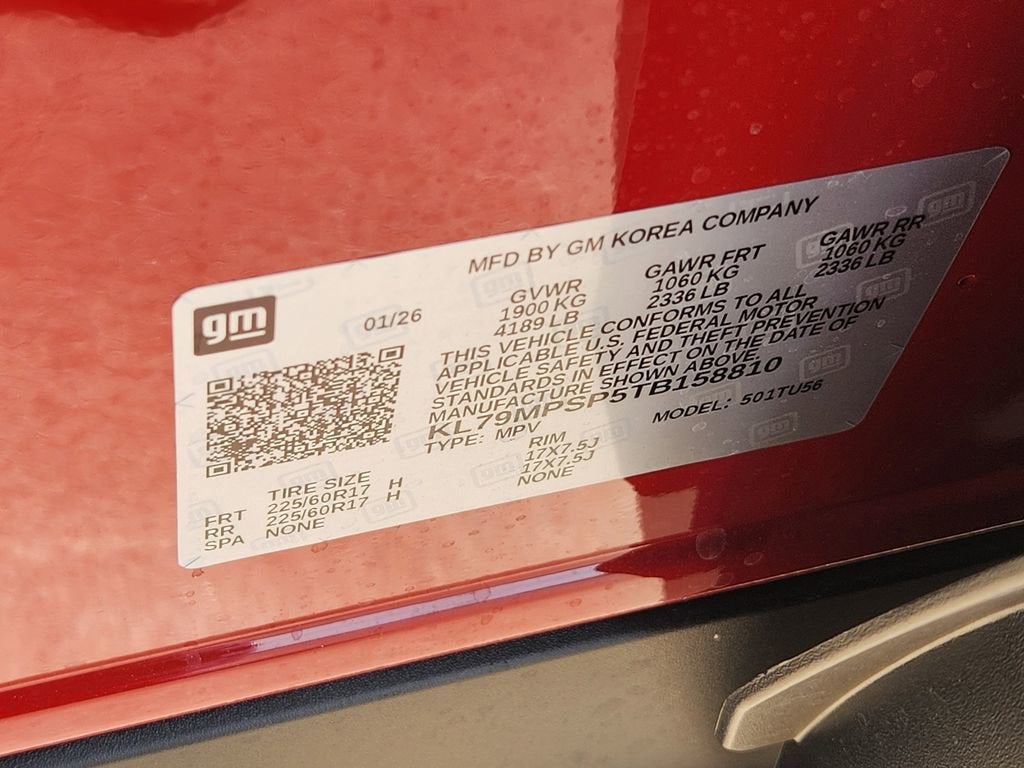 MFD BY GM KOREA COMPANY
gm
01/26
GVWR GAWR FRT GAWR RR
1900 KG 1060 KG 1060 KG
4189 LB 2336 LB 2336 LB
THIS VEHICLE CONFORMS TO ALL
APPLICABLE U.S. FEDERAL MOTOR
VEHICLE SAFETY AND THEFT PREVENTION
STANDARDS IN EFFECT ON THE DATE OF
MANUFACTURE SHOWN ABOVE.
KL79MPSP5TB158810
TYPE: MPV MODEL: 501TU56
TIRE SIZE RIM
FRT 225/60R17 H 17X7.5J
RR 225/60R17 H 17X7.5J
SPA NONE NONE